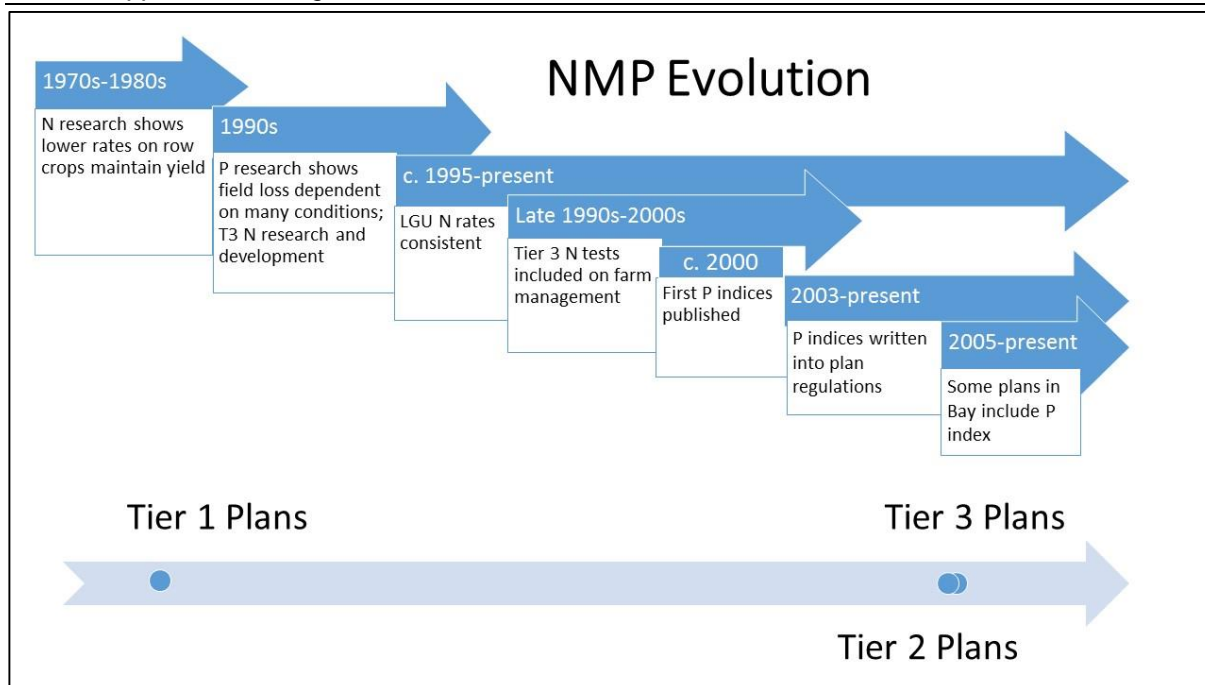 NMP Evolution
1970s-1980s
N research shows
lower rates on row
crops maintain yield
1990s
P research shows
field loss dependent
on many conditions;
T3 N research and
development
c. 1995-present
LGU N rates
consistent
Late 1990s-2000s
Tier 3 N tests
included on farm
management
c. 2000
First P indices
published
2003-present
P indices written
into plan
regulations
2005-present
Some plans in
Bay include P
index
Tier 1 Plans
Tier 3 Plans
Tier 2 Plans